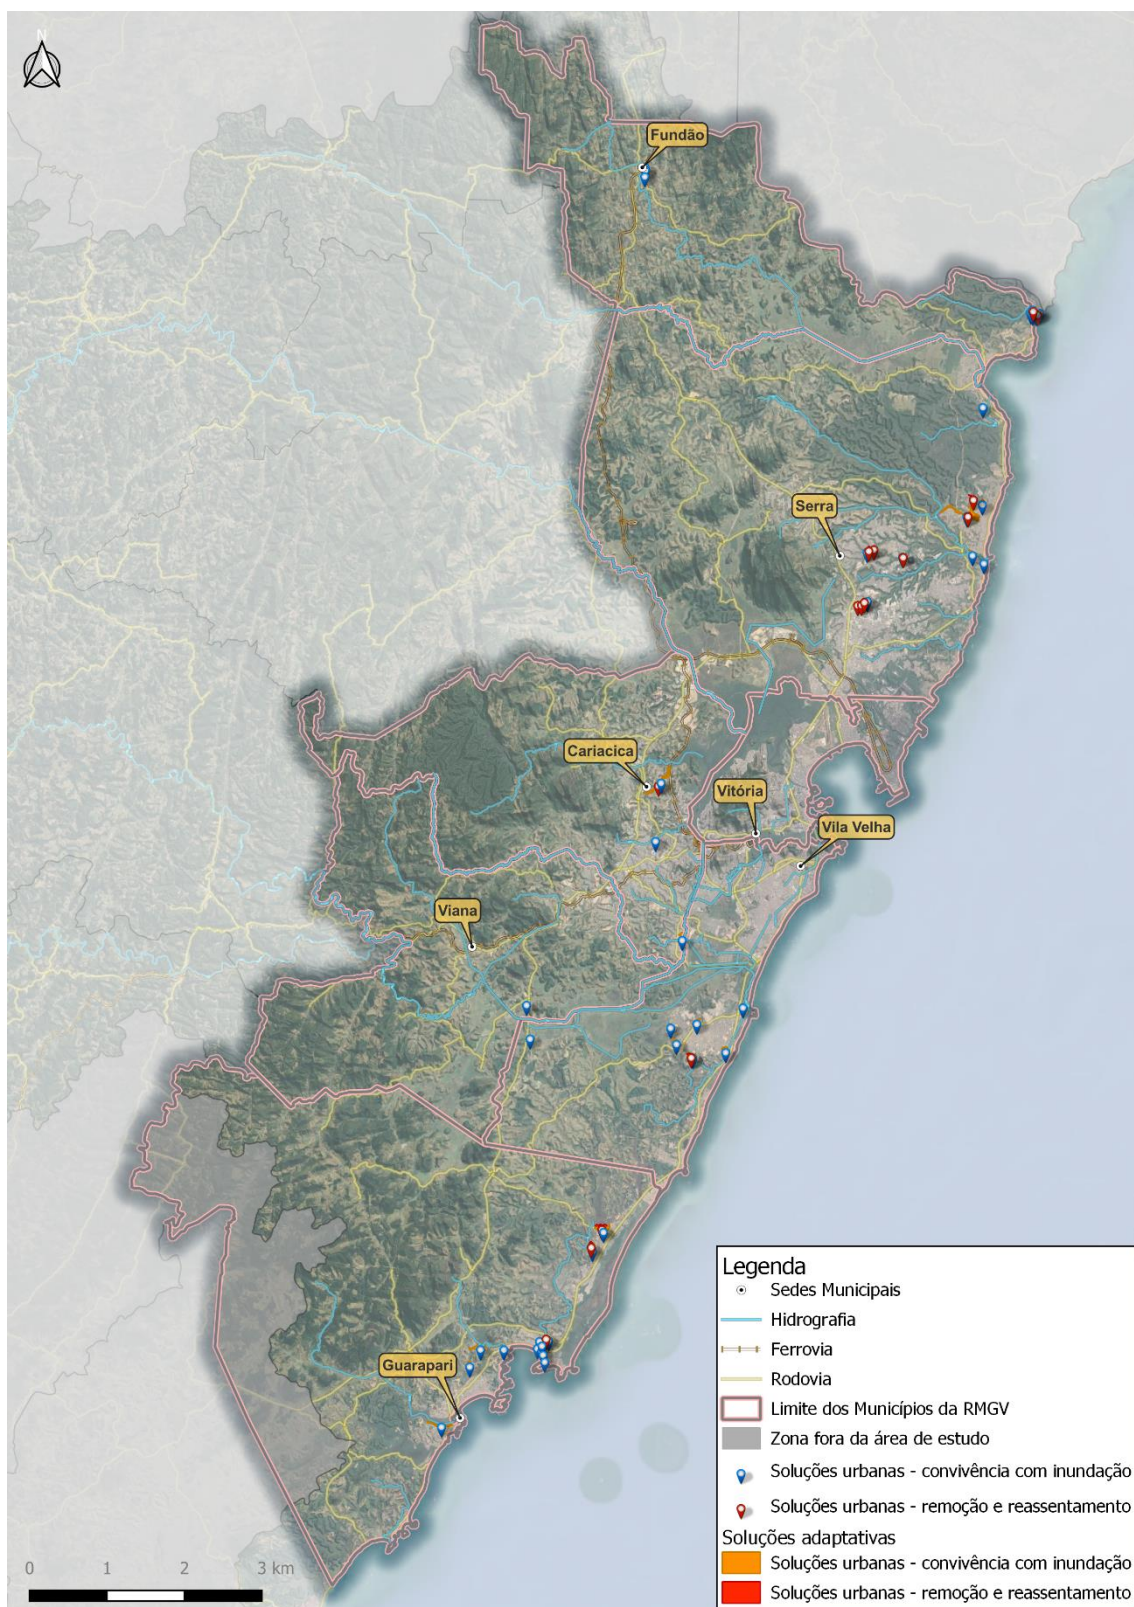 N
Fundão
Serra
Cariacica
Vitória
Vila Velha
Viana
Guarapari
Legenda
Sedes Municipais
Hidrografia
Ferrovia
Rodovia
Limite dos Municípios da RMGV
Zona fora da área de estudo
Soluções urbanas - convivência com inundação
Soluções urbanas - remoção e reassentamento
Soluções adaptativas
Soluções urbanas - convivência com inundação
Soluções urbanas - remoção e reassentamento
0 1 2 3 km